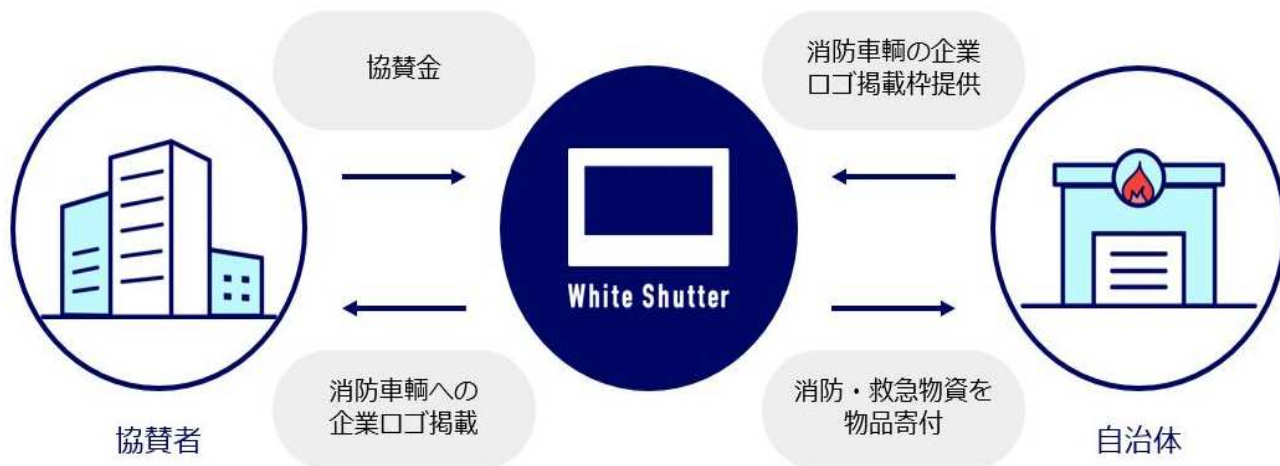 協賛金
消防車輌の企業
ロゴ掲載枠提供
White Shutter
消防車輌への
企業ロゴ掲載
消防・救急物資を
物品寄付
協賛者
自治体